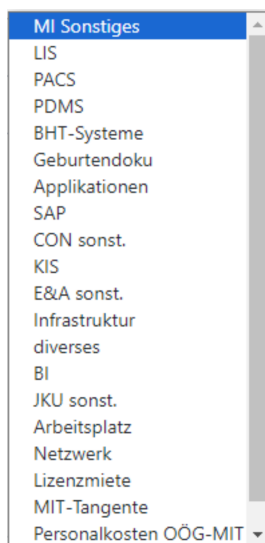 MI Sonstiges
LIS
PACS
PDMS
BHT-Systeme
Geburtendoku
Applikationen
SAP
CON sonst.
KIS
E&A sonst.
Infrastruktur
diverses
BI
JKU sonst.
Arbeitsplatz
Netzwerk
Lizenzmiete
MIT-Tangente
Personalkosten OÖG-MIT